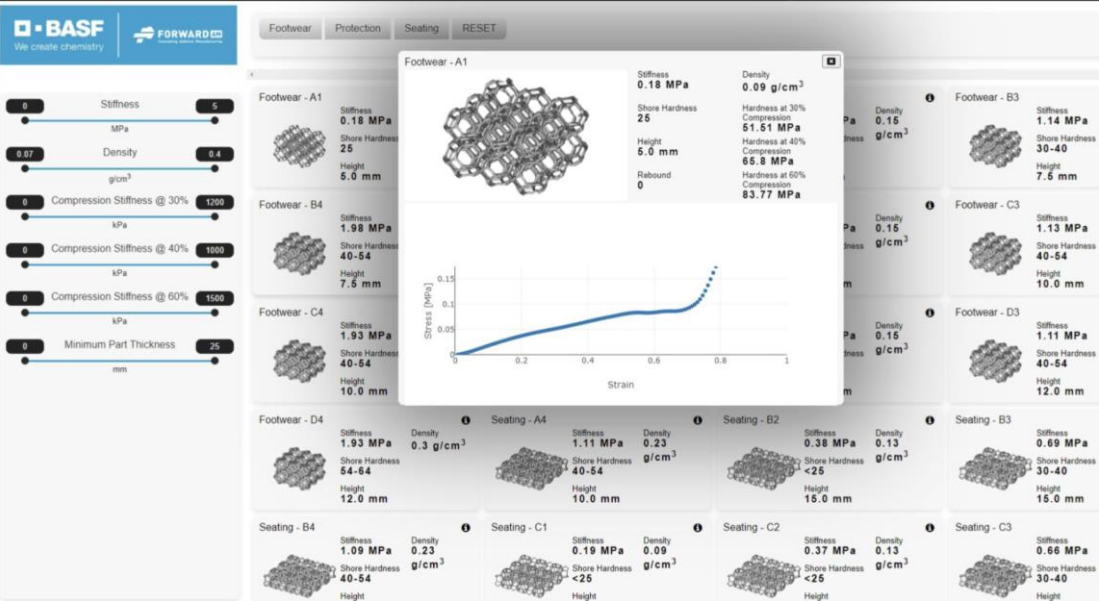 BASF
We create chemistry
FORWARD AM
Footwear
Protection
Seating
RESET
0
Stiffness
5
MPa
0.07
Density
0.4
g/cm3
0
Compression Stiffness @ 30%
1200
kPa
0
Compression Stiffness @ 40%
1000
kPa
0
Compression Stiffness @ 60%
1500
kPa
0
Minimum Part Thickness
25
mm
Footwear - A1
Stiffness
0.18 MPa
Density
0.09 g/cm3
Shore Hardness
25
Hardness at 30%
Compression
51.51 MPa
Height
5.0 mm
Hardness at 40%
Compression
65.8 MPa
Rebound
0
Hardness at 60%
Compression
83.77 MPa
Stress [MPa]
0.15
0.1
0.05
0
0
0.2
0.4
0.6
0.8
1
Strain
Footwear - A1
Stiffness
0.18 MPa
Shore Hardness
25
Height
5.0 mm
Density
0.15
g/cm3
Footwear - B3
Stiffness
1.14 MPa
Shore Hardness
30-40
Height
7.5 mm
Footwear - B4
Stiffness
1.98 MPa
Shore Hardness
40-54
Height
7.5 mm
Density
0.15
g/cm3
Footwear - C3
Stiffness
1.13 MPa
Shore Hardness
40-54
Height
10.0 mm
Footwear - C4
Stiffness
1.93 MPa
Shore Hardness
40-54
Height
10.0 mm
Density
0.15
g/cm3
Footwear - D3
Stiffness
1.11 MPa
Shore Hardness
40-54
Height
12.0 mm
Footwear - D4
Stiffness
1.93 MPa
Density
0.3 g/cm3
Shore Hardness
54-64
Height
12.0 mm
Seating - A4
Stiffness
1.11 MPa
Density
0.23
g/cm3
Shore Hardness
40-54
Height
10.0 mm
Seating - B2
Stiffness
0.38 MPa
Density
0.13
g/cm3
Shore Hardness
<25
Height
15.0 mm
Seating - B3
Stiffness
0.69 MPa
Shore Hardness
30-40
Height
15.0 mm
Seating - B4
Stiffness
1.09 MPa
Density
0.23
g/cm3
Shore Hardness
40-54
Height
Seating - C1
Stiffness
0.19 MPa
Density
0.09
g/cm3
Shore Hardness
<25
Height
Seating - C2
Stiffness
0.37 MPa
Density
0.13
g/cm3
Shore Hardness
<25
Height
Seating - C3
Stiffness
0.66 MPa
Shore Hardness
30-40
Height